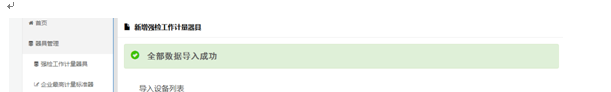 首页
器具管理
强检工作计量器具
企业最高计量标准器
新增强检工作计量器具
全部数据导入成功
导入设备列表